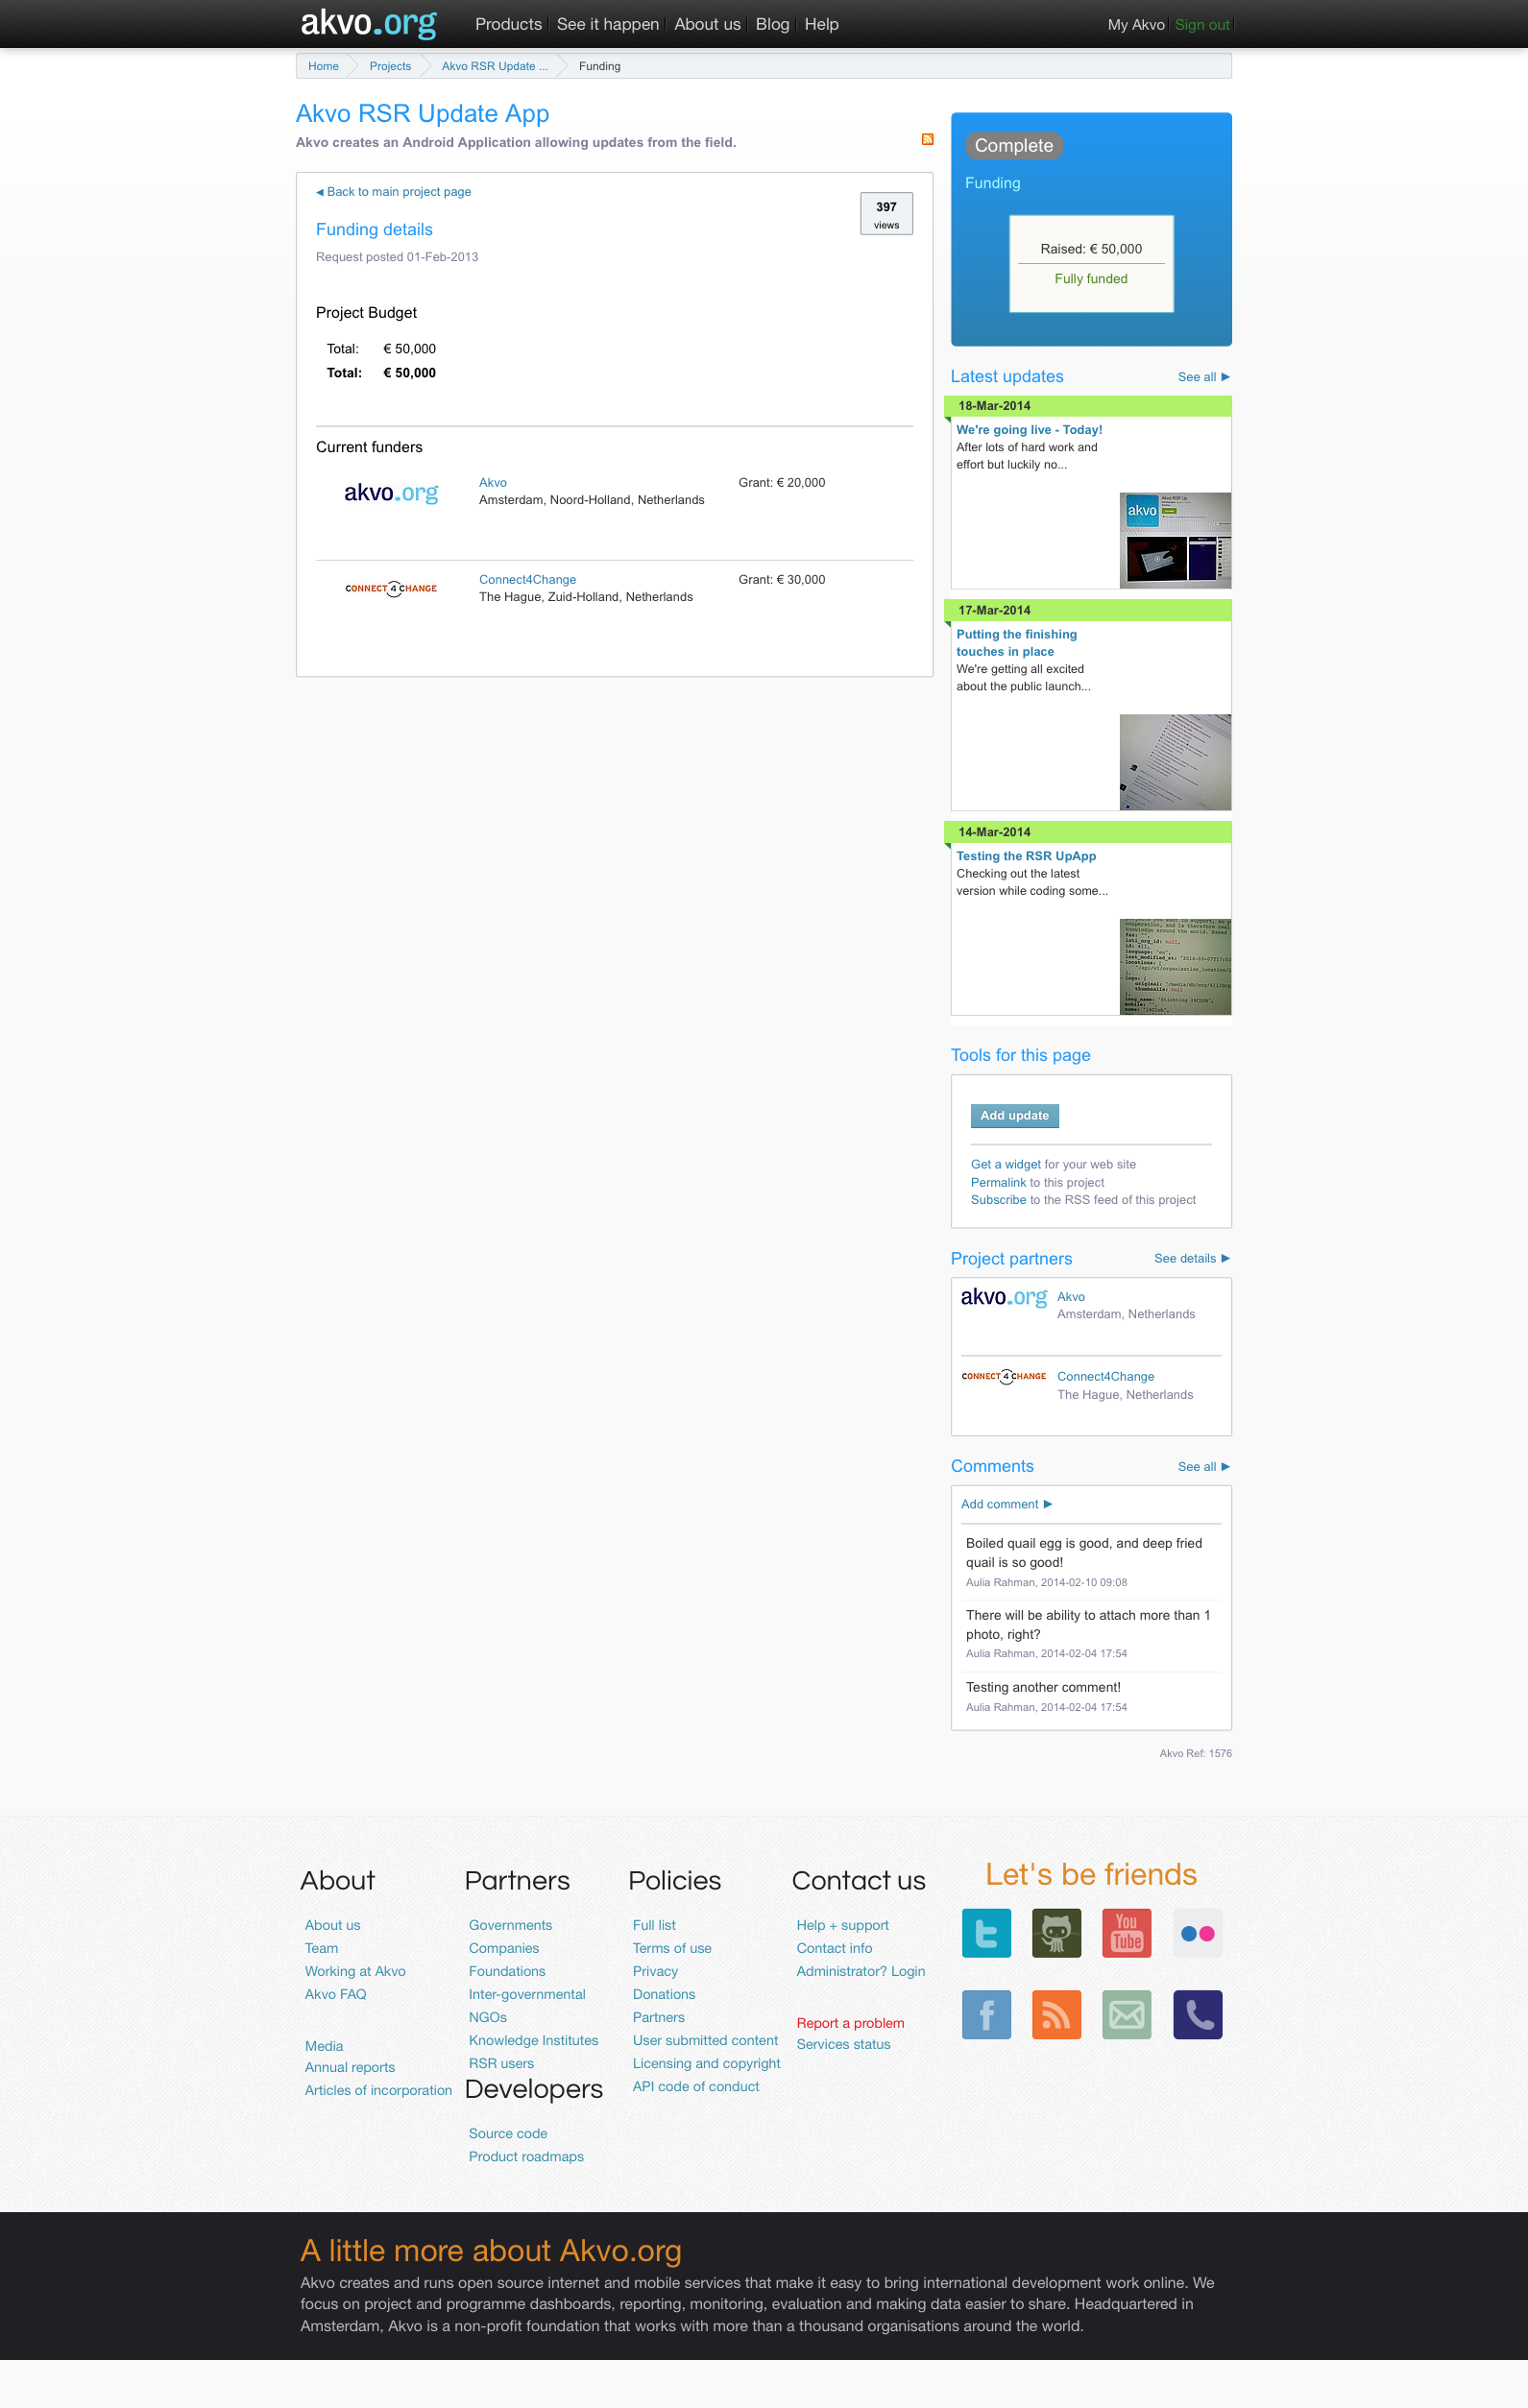 akvo.org
Products See it happen About us Blog Help
My Akvo Sign out
Home Projects Akvo RSR Update ... Funding
Akvo RSR Update App
Akvo creates an Android Application allowing updates from the field.
◀ Back to main project page
397
views
Funding details
Request posted 01-Feb-2013
Project Budget
Total: € 50,000
Total: € 50,000
Current funders
akvo.org
Akvo
Amsterdam, Noord-Holland, Netherlands
Grant: € 20,000
CONNECT 4 CHANGE
Connect4Change
The Hague, Zuid-Holland, Netherlands
Grant: € 30,000
Complete
Funding
Raised: € 50,000
Fully funded
Latest updates See all ▶
18-Mar-2014
We're going live - Today!
After lots of hard work and
effort but luckily no...
akvo
Akvo RSR Up
17-Mar-2014
Putting the finishing
touches in place
We're getting all excited
about the public launch...
14-Mar-2014
Testing the RSR UpApp
Checking out the latest
version while coding some...
Tools for this page
Add update
Get a widget for your web site
Permalink to this project
Subscribe to the RSS feed of this project
Project partners See details ▶
akvo.org
Akvo
Amsterdam, Netherlands
CONNECT 4 CHANGE
Connect4Change
The Hague, Netherlands
Comments See all ▶
Add comment ▶
Boiled quail egg is good, and deep fried
quail is so good!
Aulia Rahman, 2014-02-10 09:08
There will be ability to attach more than 1
photo, right?
Aulia Rahman, 2014-02-04 17:54
Testing another comment!
Aulia Rahman, 2014-02-04 17:54
Akvo Ref: 1576
About
About us
Team
Working at Akvo
Akvo FAQ
Media
Annual reports
Articles of incorporation
Partners
Governments
Companies
Foundations
Inter-governmental
NGOs
Knowledge Institutes
RSR users
Developers
Source code
Product roadmaps
Policies
Full list
Terms of use
Privacy
Donations
Partners
User submitted content
Licensing and copyright
API code of conduct
Contact us
Help + support
Contact info
Administrator? Login
Report a problem
Services status
Let's be friends
You
Tube
A little more about Akvo.org
Akvo creates and runs open source internet and mobile services that make it easy to bring international development work online. We
focus on project and programme dashboards, reporting, monitoring, evaluation and making data easier to share. Headquartered in
Amsterdam, Akvo is a non-profit foundation that works with more than a thousand organisations around the world.